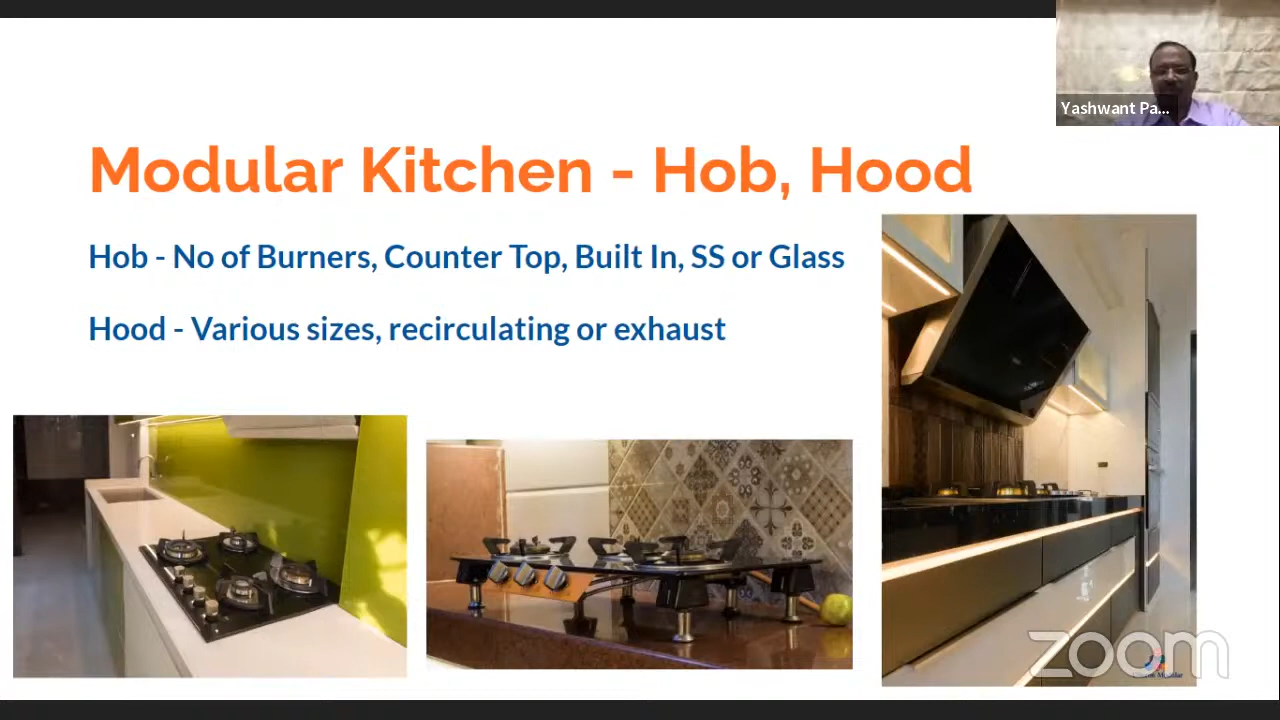 Yashwant Pa...
Modular Kitchen - Hob, Hood
Hob - No of Burners, Counter Top, Built In, SS or Glass
Hood - Various sizes, recirculating or exhaust
zoom